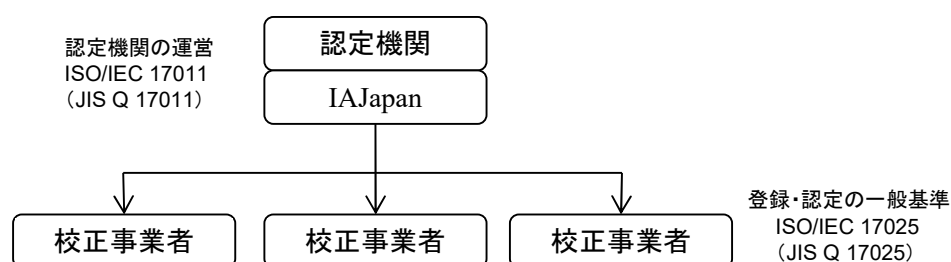 認定機関の運営
ISO/IEC 17011
（JIS Q 17011）
認定機関
IAJapan
校正事業者
校正事業者
校正事業者
登録・認定の一般基準
ISO/IEC 17025
（JIS Q 17025）